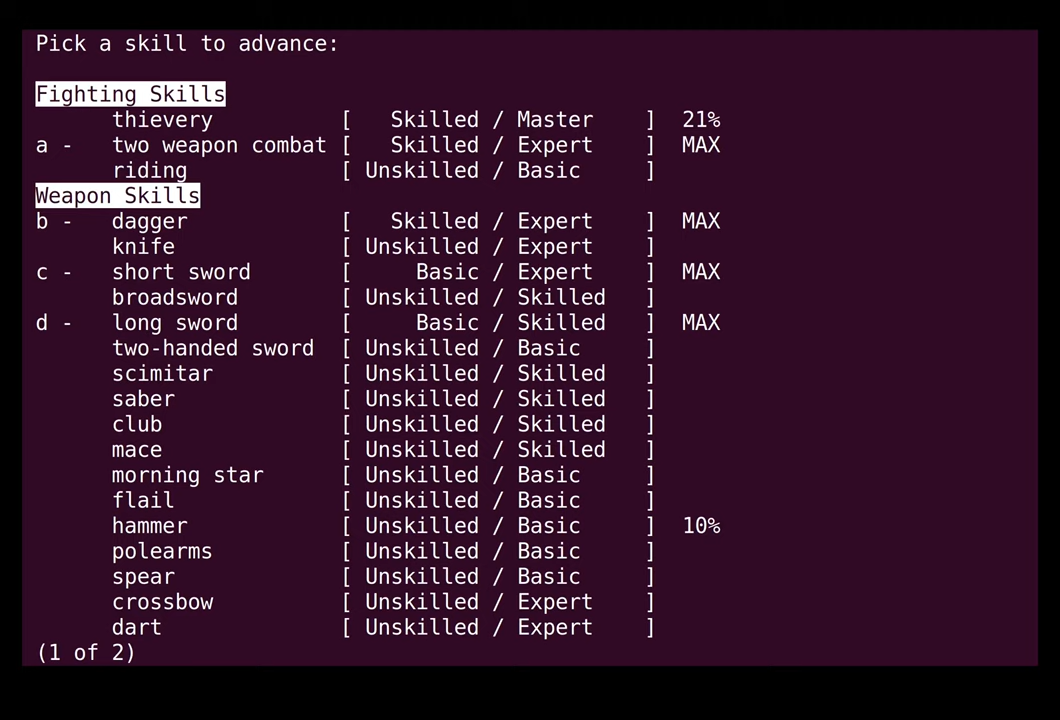 Pick a skill to advance:
Fighting Skills
thievery [ Skilled / Master ] 21%
a - two weapon combat [ Skilled / Expert ] MAX
riding [ Unskilled / Basic ]
Weapon Skills
b - dagger [ Skilled / Expert ] MAX
knife [ Unskilled / Expert ]
c - short sword [ Basic / Expert ] MAX
broadsword [ Unskilled / Skilled ]
d - long sword [ Basic / Skilled ] MAX
two-handed sword [ Unskilled / Basic ]
scimitar [ Unskilled / Skilled ]
saber [ Unskilled / Skilled ]
club [ Unskilled / Skilled ]
mace [ Unskilled / Skilled ]
morning star [ Unskilled / Basic ]
flail [ Unskilled / Basic ]
hammer [ Unskilled / Basic ] 10%
polearms [ Unskilled / Basic ]
spear [ Unskilled / Basic ]
crossbow [ Unskilled / Expert ]
dart [ Unskilled / Expert ]
(1 of 2)